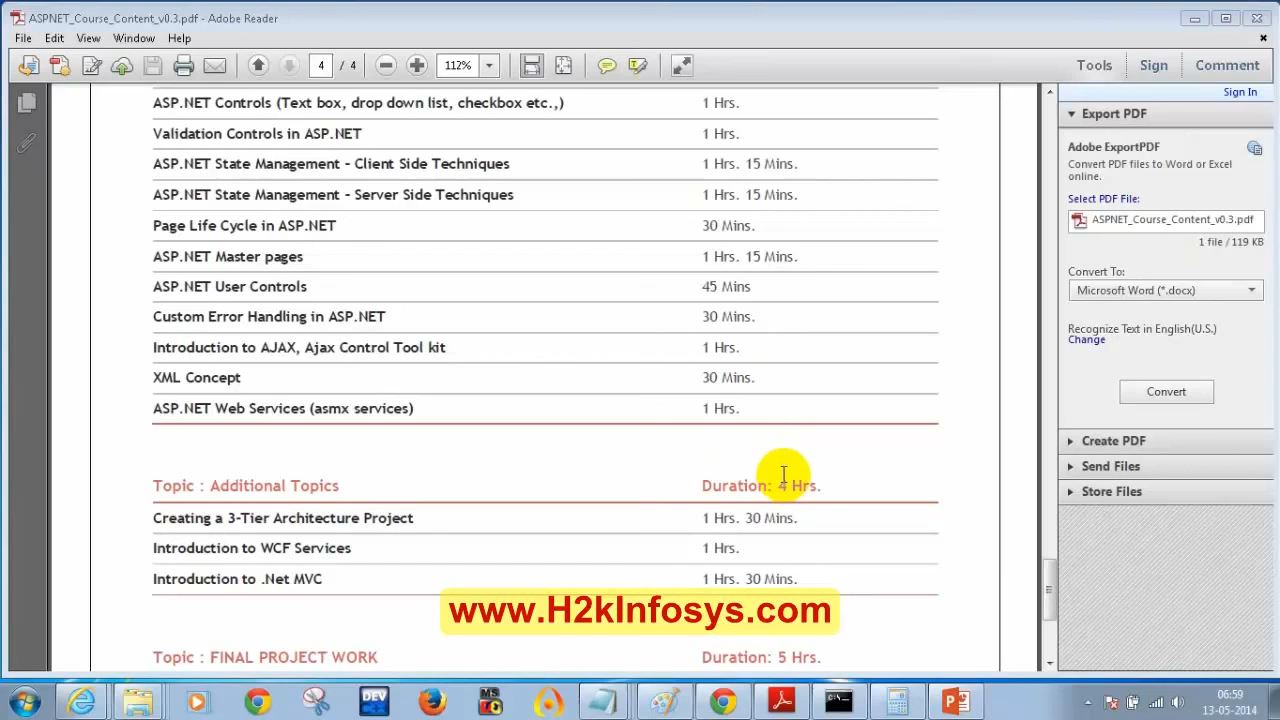 ASPNET_Course_Content_v0.3.pdf - Adobe Reader
File Edit View Window Help
4 / 4 112% Tools Sign Comment
ASP.NET Controls (Text box, drop down list, checkbox etc.,) 1 Hrs.
Validation Controls in ASP.NET 1 Hrs.
ASP.NET State Management - Client Side Techniques 1 Hrs. 15 Mins.
ASP.NET State Management - Server Side Techniques 1 Hrs. 15 Mins.
Page Life Cycle in ASP.NET 30 Mins.
ASP.NET Master pages 1 Hrs. 15 Mins.
ASP.NET User Controls 45 Mins
Custom Error Handling in ASP.NET 30 Mins.
Introduction to AJAX, Ajax Control Tool kit 1 Hrs.
XML Concept 30 Mins.
ASP.NET Web Services (asmx services) 1 Hrs.
Topic : Additional Topics Duration: 4 Hrs.
Creating a 3-Tier Architecture Project 1 Hrs. 30 Mins.
Introduction to WCF Services 1 Hrs.
Introduction to .Net MVC 1 Hrs. 30 Mins.
www.H2kInfosys.com
Topic : FINAL PROJECT WORK Duration: 5 Hrs.
Sign In
Export PDF
Adobe ExportPDF
Convert PDF files to Word or Excel
online.
Select PDF File:
ASPNET_Course_Content_v0.3.pdf
1 file / 119 KB
Convert To:
Microsoft Word (*.docx)
Recognize Text in English(U.S.)
Change
Convert
Create PDF
Send Files
Store Files
DEV
MS
06:59
13-05-2014